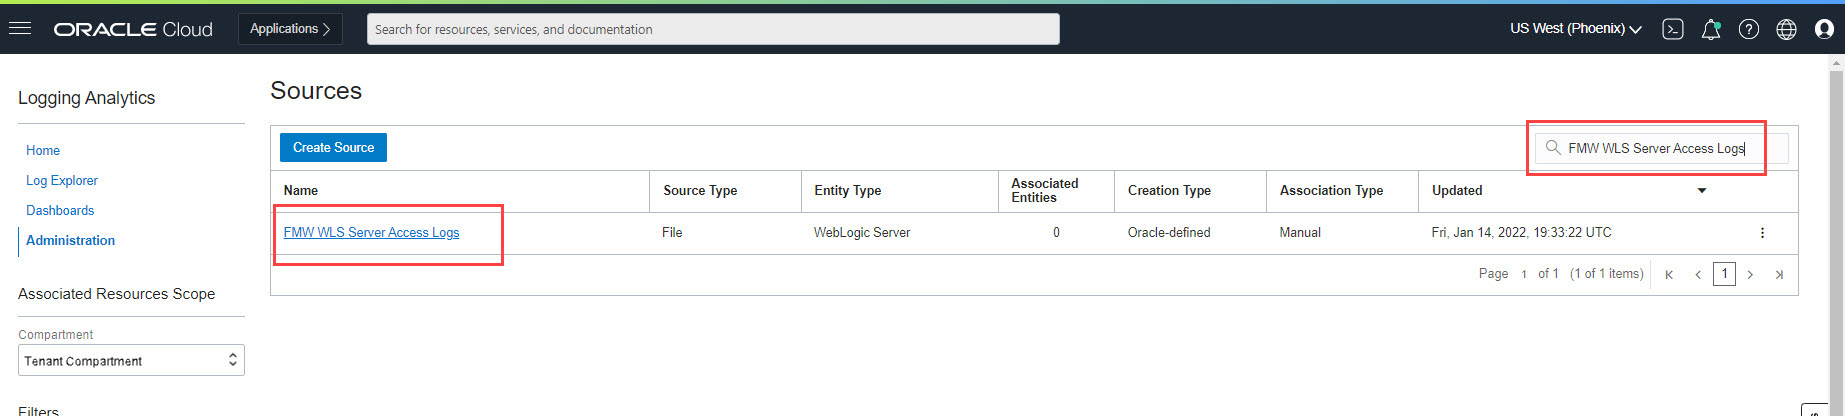 ORACLE Cloud
Applications
Search for resources, services, and documentation
US West (Phoenix)
Logging Analytics
Home
Log Explorer
Dashboards
Administration
Associated Resources Scope
Compartment
Tenant Compartment
Filters
Sources
Create Source
FMW WLS Server Access Logs
Name Source Type Entity Type Associated Entities Creation Type Association Type Updated
FMW WLS Server Access Logs File WebLogic Server 0 Oracle-defined Manual Fri, Jan 14, 2022, 19:33:22 UTC
Page 1 of 1 (1 of 1 items) 1